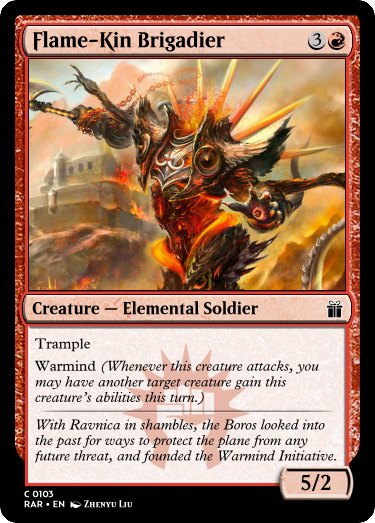 Flame-Kin Brigadier 3
Creature — Elemental Soldier
Trample
Warmind (Whenever this creature attacks, you
may have another target creature gain this
creature's abilities this turn.)
With Ravnica in shambles, the Boros looked into
the past for ways to protect the plane from any
future threat, and founded the Warmind Initiative.
5/2
C 0103
RAR • EN Zhenyu Liu